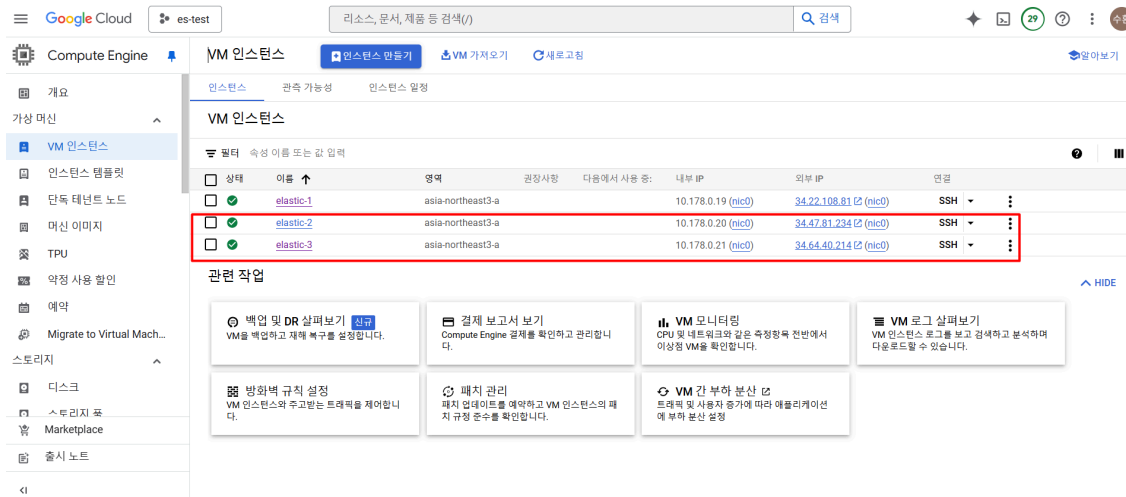 Google Cloud
es-test
리소스, 문서, 제품 등 검색(/)
검색
29
Compute Engine
VM 인스턴스
인스턴스 만들기
VM 가져오기
새로고침
알아보기
개요
가상 머신
VM 인스턴스
인스턴스 템플릿
단독 테넌트 노드
머신 이미지
TPU
약정 사용 할인
예약
Migrate to Virtual Mach...
스토리지
디스크
스토리지 풀
Marketplace
출시 노트
인스턴스
관측 가능성
인스턴스 일정
VM 인스턴스
필터 속성 이름 또는 값 입력
상태 이름 영역 권장사항 다음에서 사용 중: 내부 IP 외부 IP 연결
elastic-1 asia-northeast3-a 10.178.0.19 (nic0) 34.22.108.81 (nic0) SSH
elastic-2 asia-northeast3-a 10.178.0.20 (nic0) 34.47.81.234 (nic0) SSH
elastic-3 asia-northeast3-a 10.178.0.21 (nic0) 34.64.40.214 (nic0) SSH
관련 작업
HIDE
백업 및 DR 살펴보기 신규
VM을 백업하고 재해 복구를 설정합니다.
결제 보고서 보기
Compute Engine 결제를 확인하고 관리합니
다.
VM 모니터링
CPU 및 네트워크와 같은 측정항목 전반에서
이상점 VM을 확인합니다.
VM 로그 살펴보기
VM 인스턴스 로그를 보고 검색하고 분석하며
다운로드할 수 있습니다.
방화벽 규칙 설정
VM 인스턴스와 주고받는 트래픽을 제어합니
다.
패치 관리
패치 업데이트를 예약하고 VM 인스턴스의 패
치 규정 준수를 확인합니다.
VM 간 부하 분산
트래픽 및 사용자 증가에 따라 애플리케이션
에 부하 분산 설정